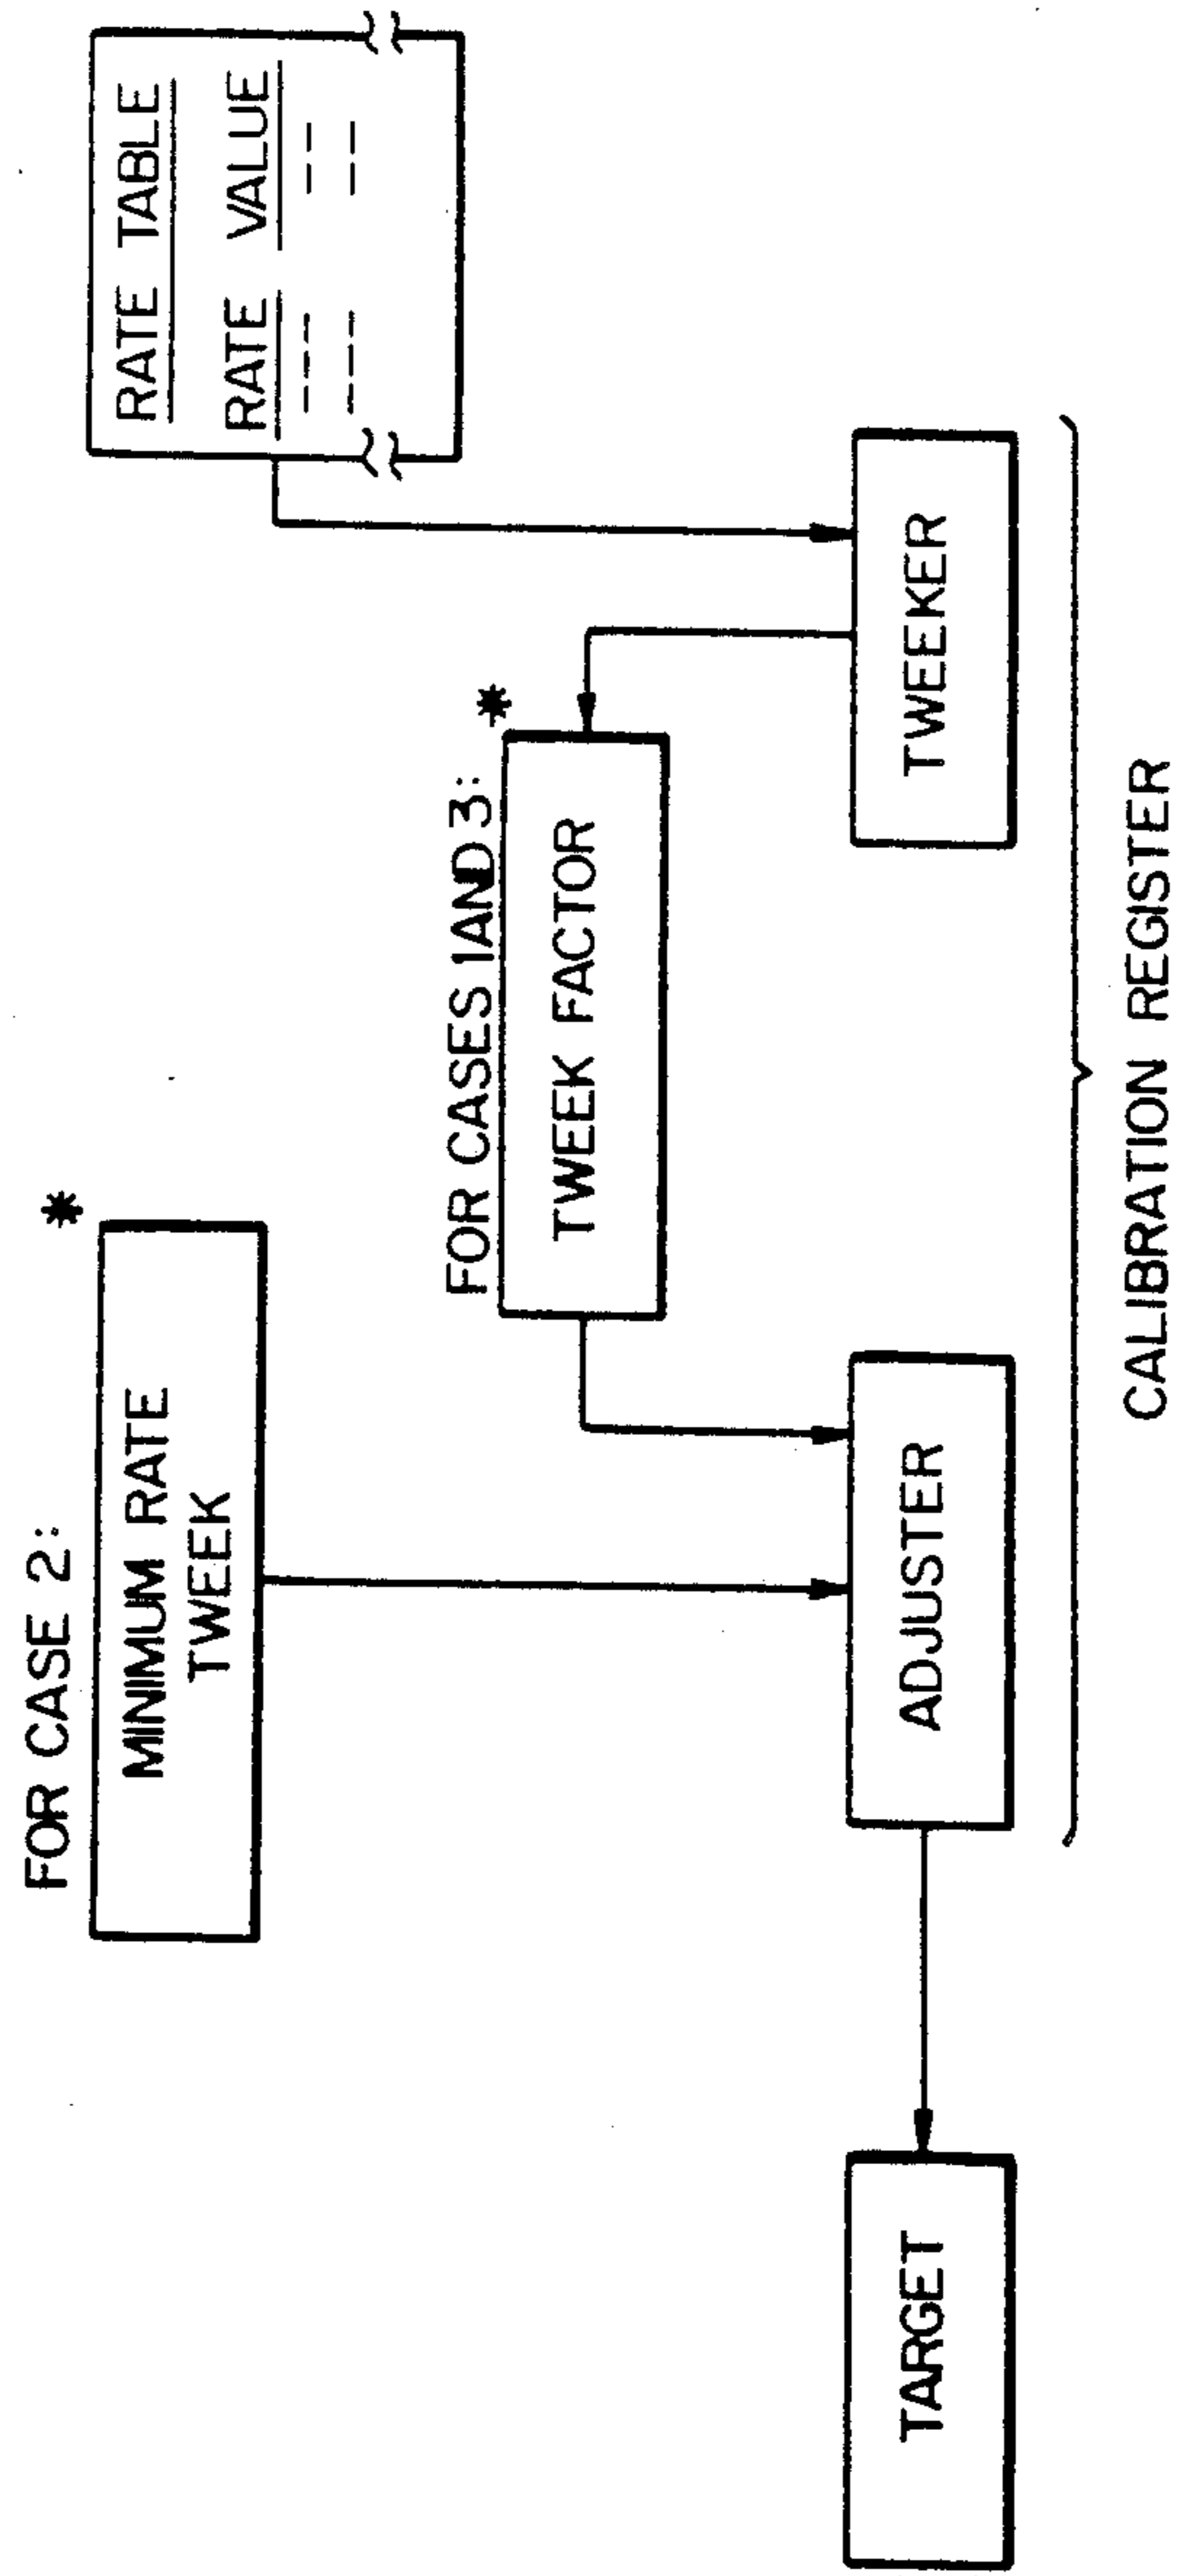 FOR CASE 2:
*
MINIMUM RATE
TWEEK
RATE TABLE
RATE VALUE
FOR CASES 1 AND 3:
*
TWEEK FACTOR
TARGET
ADJUSTER
TWEEKER
CALIBRATION REGISTER